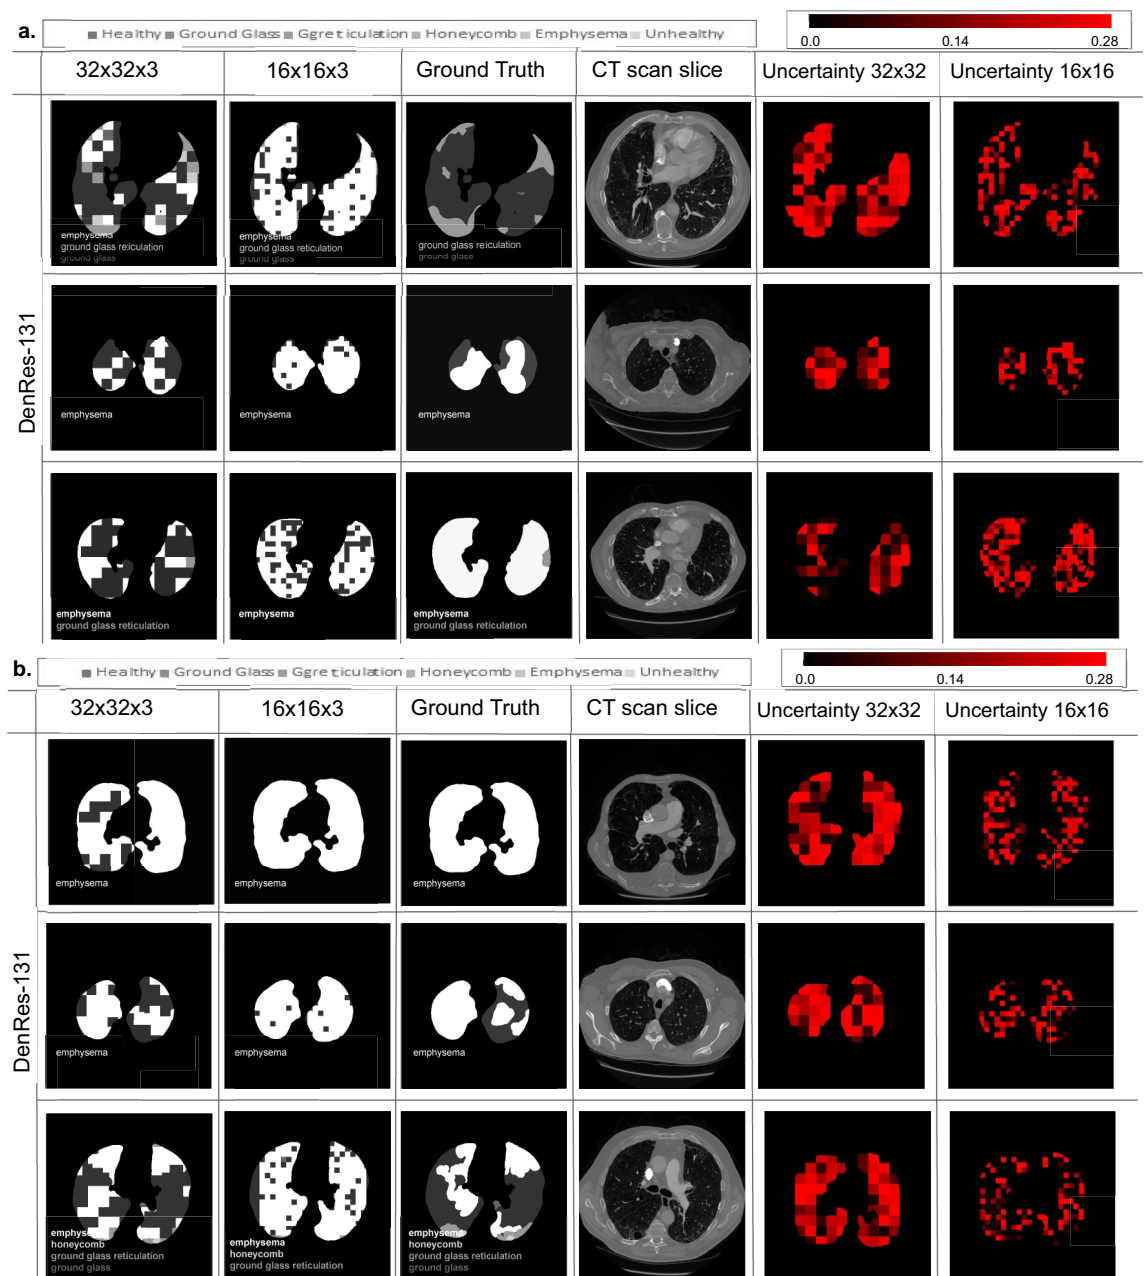 a.
Healthy Ground Glass Ggreticulation Honeycomb Emphysema Unhealthy
0.0 0.14 0.28
32x32x3 16x16x3 Ground Truth CT scan slice Uncertainty 32x32 Uncertainty 16x16
DenRes-131
emphysema
ground glass reticulation
ground glass
emphysema
ground glass reticulation
ground glass
ground glass reticulation
ground glass
emphysema
emphysema
emphysema
emphysema
ground glass reticulation
emphysema
emphysema
ground glass reticulation
b.
Healthy Ground Glass Ggreticulation Honeycomb Emphysema Unhealthy
0.0 0.14 0.28
32x32x3 16x16x3 Ground Truth CT scan slice Uncertainty 32x32 Uncertainty 16x16
DenRes-131
emphysema
emphysema
emphysema
emphysema
emphysema
emphysema
emphysema
honeycomb
ground glass reticulation
ground glass
emphysema
honeycomb
ground glass reticulation
emphysema
honeycomb
ground glass reticulation
ground glass